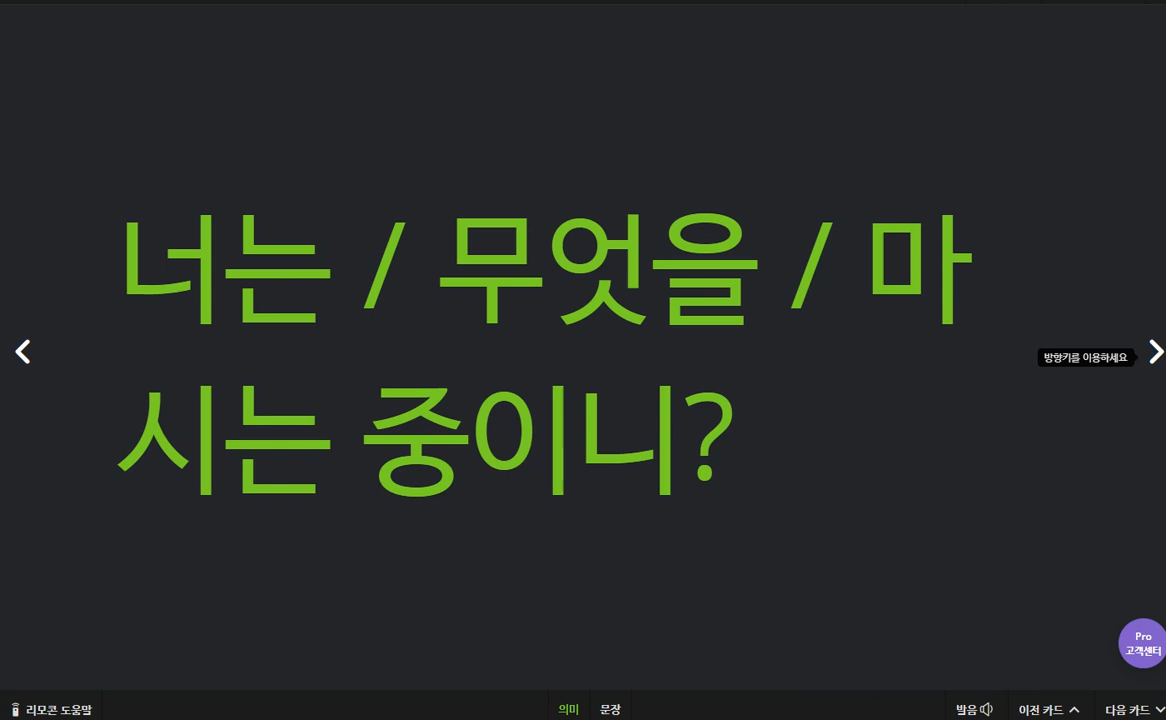 너는 / 무엇을 / 마
시는 중이니?
방향키를 이용하세요
Pro
고객센터
리모콘 도움말
의미
문장
발음
이전 카드
다음 카드